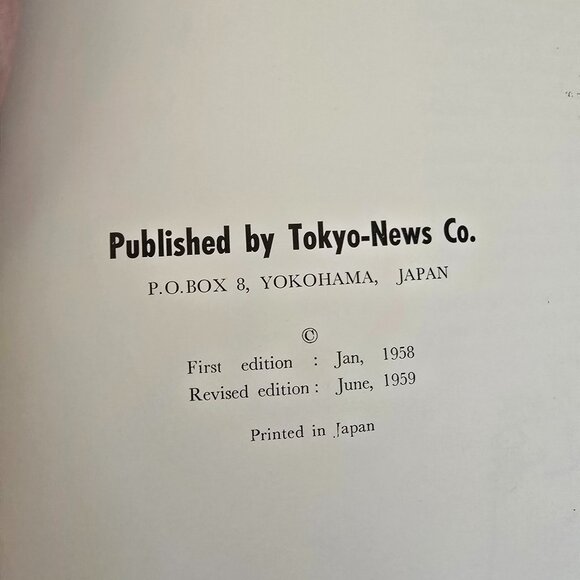 Published by Tokyo-News Co.
P.O.BOX 8, YOKOHAMA, JAPAN
©
First edition : Jan, 1958
Revised edition : June, 1959
Printed in Japan